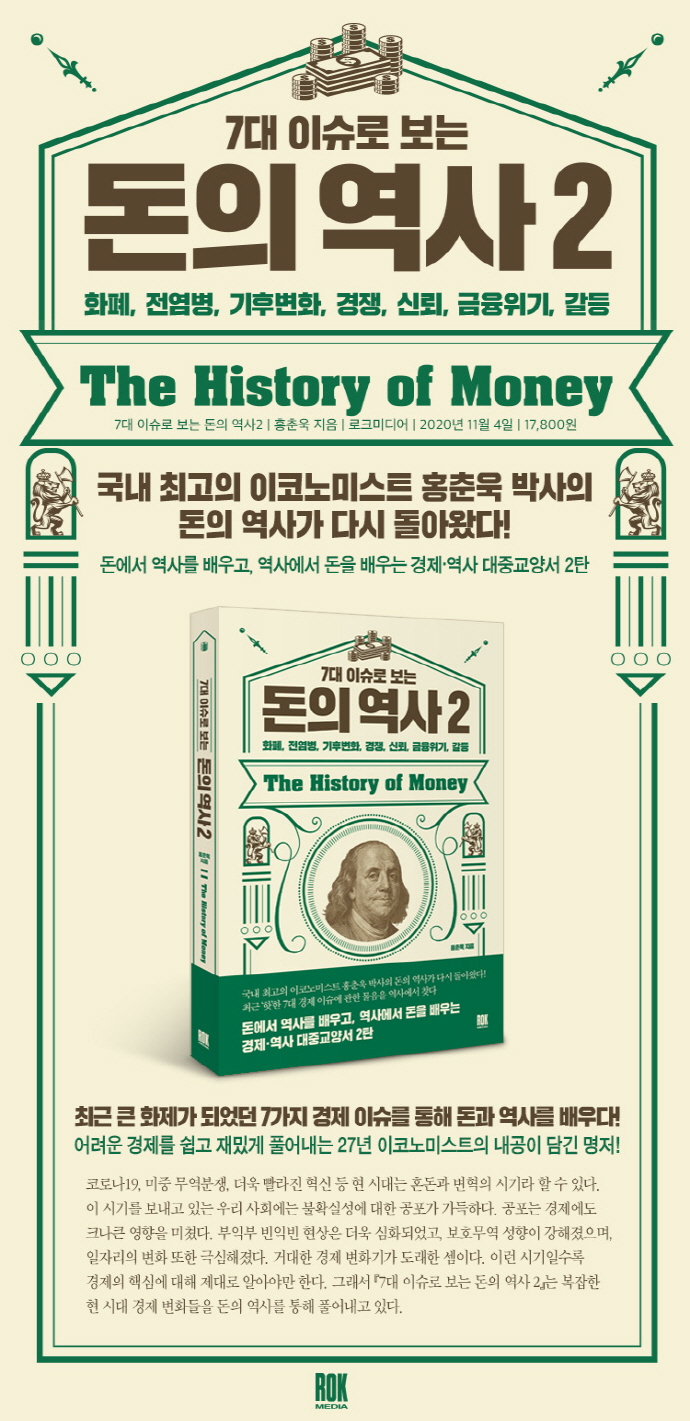 7대 이슈로 보는
돈의 역사 2
화폐, 전염병, 기후변화, 경쟁, 신뢰, 금융위기, 갈등
The History of Money
7대 이슈로 보는 돈의 역사2 | 홍춘욱 지음 | 로크미디어 | 2020년 11월 4일 | 17,800원
국내 최고의 이코노미스트 홍춘욱 박사의
돈의 역사가 다시 돌아왔다!
돈에서 역사를 배우고, 역사에서 돈을 배우는 경제·역사 대중교양서 2탄
7대 이슈로 보는
돈의 역사 2
화폐, 전염병, 기후변화, 경쟁, 신뢰, 금융위기, 갈등
The History of Money
홍춘욱 지음
국내 최고의 이코노미스트 홍춘욱 박사의 돈의 역사가 다시 돌아왔다!
최근 '핫'한 7대 경제 이슈에 관한 물음을 역사에서 찾다
돈에서 역사를 배우고, 역사에서 돈을 배우는
경제·역사 대중교양서 2탄
ROK
7대 이슈로 보는 돈의 역사 2 홍춘욱 지음 The History of Money
ROK
최근 큰 화제가 되었던 7가지 경제 이슈를 통해 돈과 역사를 배우다!
어려운 경제를 쉽고 재밌게 풀어내는 27년 이코노미스트의 내공이 담긴 명저!
코로나19, 미중 무역분쟁, 더욱 빨라진 혁신 등 현 시대는 혼돈과 변혁의 시기라 할 수 있다.
이 시기를 보내고 있는 우리 사회에는 불확실성에 대한 공포가 가득하다. 공포는 경제에도
크나큰 영향을 미쳤다. 부익부 빈익빈 현상은 더욱 심화되었고, 보호무역 성향이 강해졌으며,
일자리의 변화 또한 극심해졌다. 거대한 경제 변화기가 도래한 셈이다. 이런 시기일수록
경제의 핵심에 대해 제대로 알아야만 한다. 그래서 『7대 이슈로 보는 돈의 역사 2』는 복잡한
현 시대 경제 변화들을 돈의 역사를 통해 풀어내고 있다.
ROK
MEDIA